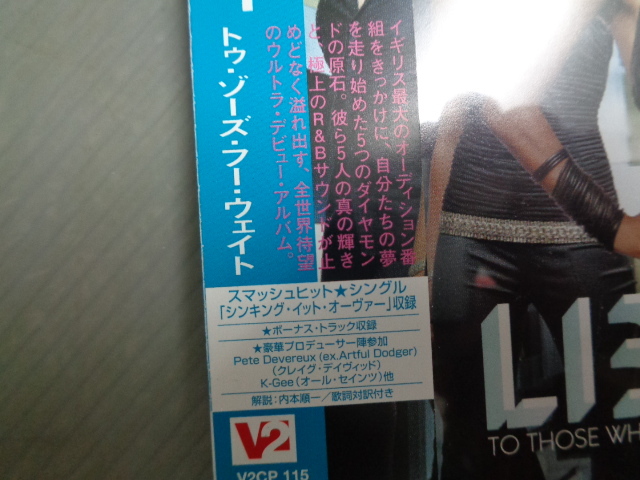 トゥ・ゾーズ・フー・ウェイト
イギリス最大のオーディション番
組をきっかけに、自分たちの夢
を走り始めた5つのダイヤモン
ドの原石。彼ら5人の真の輝き
と、極上のR&Bサウンドが止
めどなく溢れ出す、全世界待望
のウルトラ・デビュー・アルバム。
スマッシュヒット★シングル
「シンキング・イット・オーヴァー」収録
★ボーナス・トラック収録
★豪華プロデューサー陣参加
Pete Devereux (ex.Artful Dodger)
(クレイグ・デイヴィッド)
K-Gee (オール・セインツ) 他
解説:内本順一/歌詞対訳付き
V2
V2CP 115
TO THOSE WH